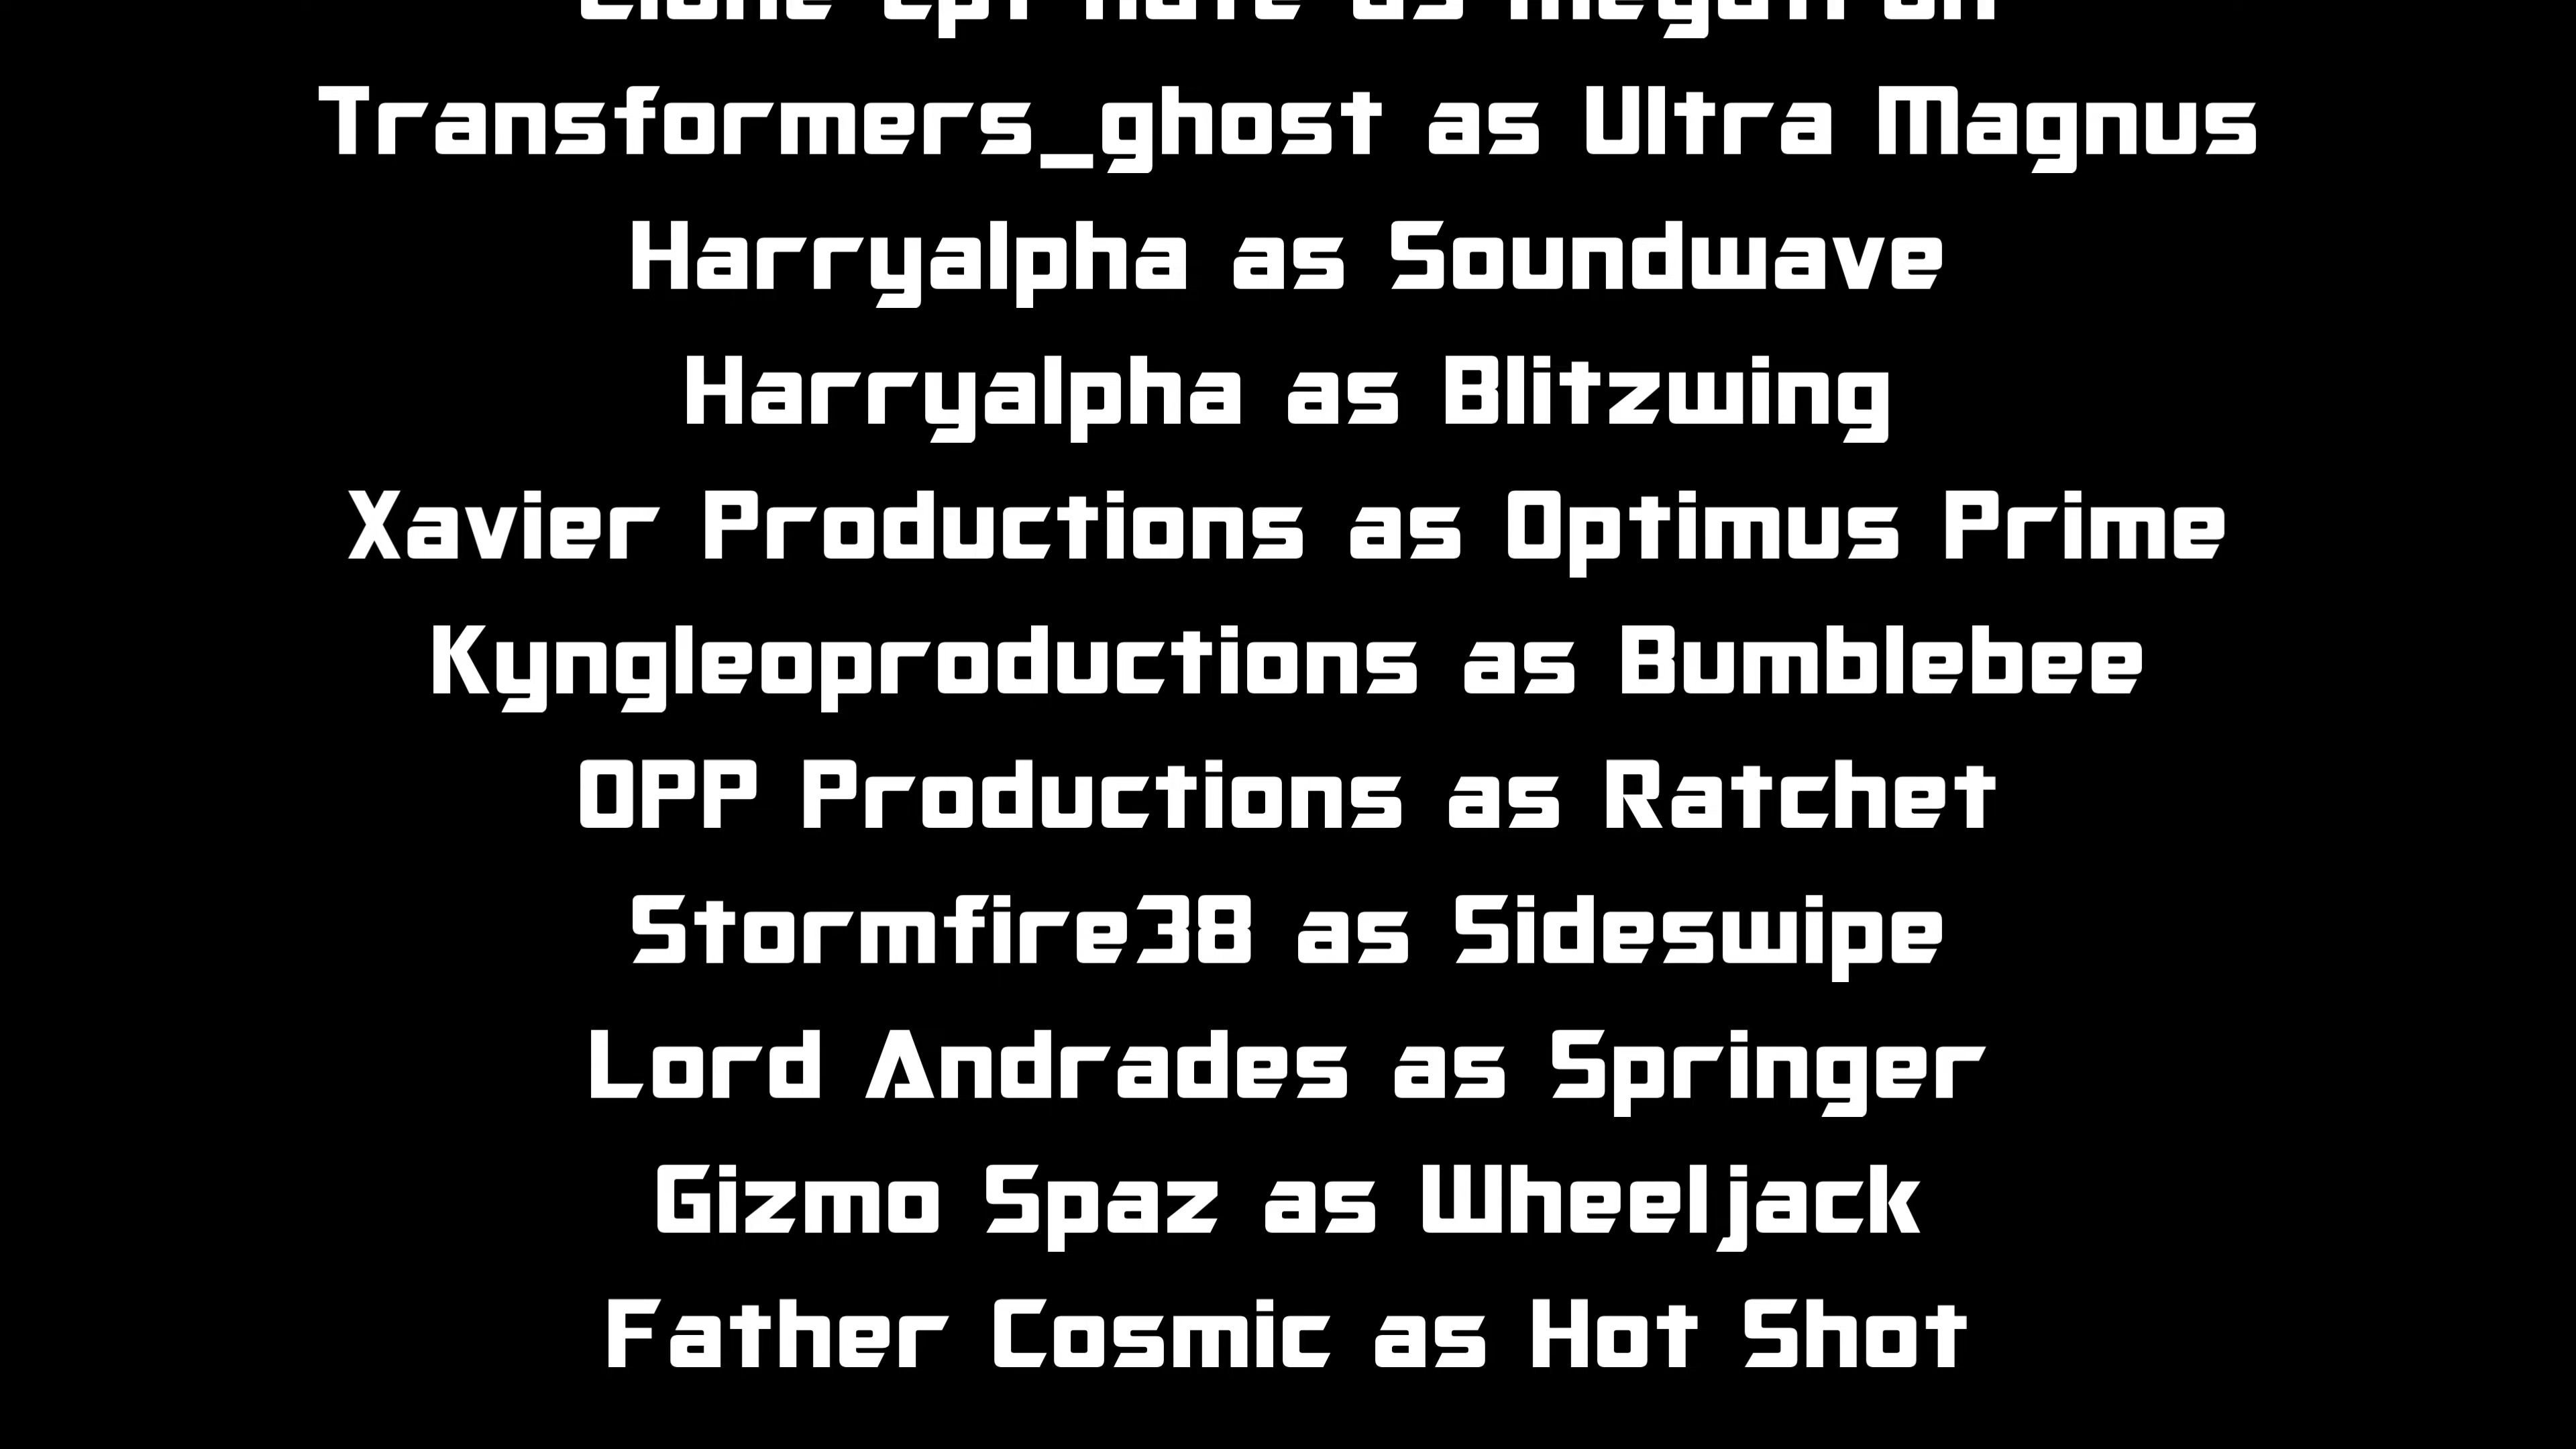 as Megatron
Transformers_ghost as Ultra Magnus
Harryalpha as Soundwave
Harryalpha as Blitzwing
Xavier Productions as Optimus Prime
Kyngleoproductions as Bumblebee
OPP Productions as Ratchet
Stormfire38 as Sideswipe
Lord Andrades as Springer
Gizmo Spaz as Wheeljack
Father Cosmic as Hot Shot